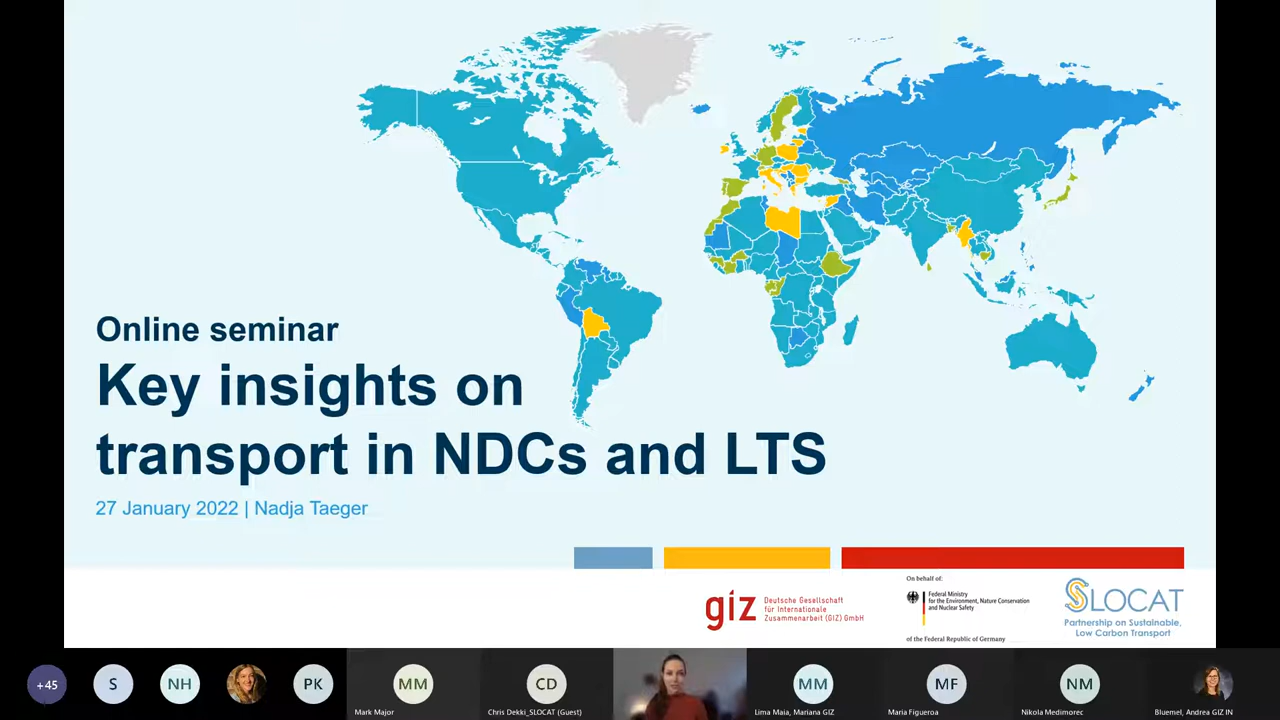 Online seminar
Key insights on
transport in NDCs and LTS
27 January 2022 | Nadja Taeger
giz
Deutsche Gesellschaft
für Internationale
Zusammenarbeit (GIZ) GmbH
On behalf of:
Federal Ministry
for the Environment, Nature Conservation
and Nuclear Safety
of the Federal Republic of Germany
SLOCAT
Partnership on Sustainable,
Low Carbon Transport
+45
S
NH
PK
MM
Mark Major
CD
Chris Dekki_SLOCAT (Guest)
MM
Lima Maia, Mariana GIZ
MF
Maria Figueroa
NM
Nikola Medimorec
Bluemel, Andrea GIZ IN